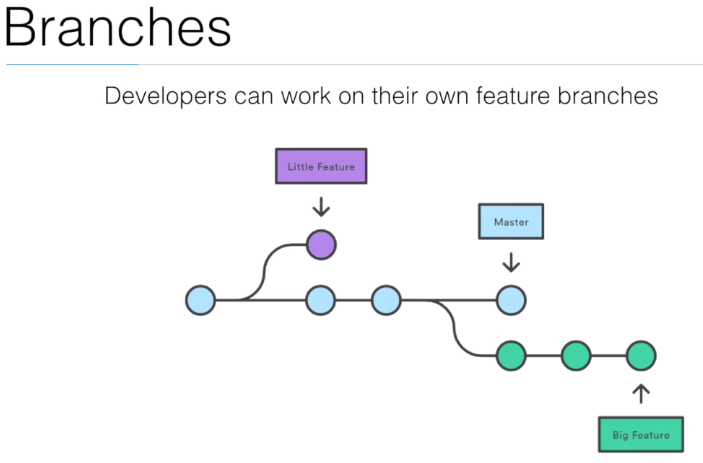 Branches
Developers can work on their own feature branches
Little Feature
Master
Big Feature